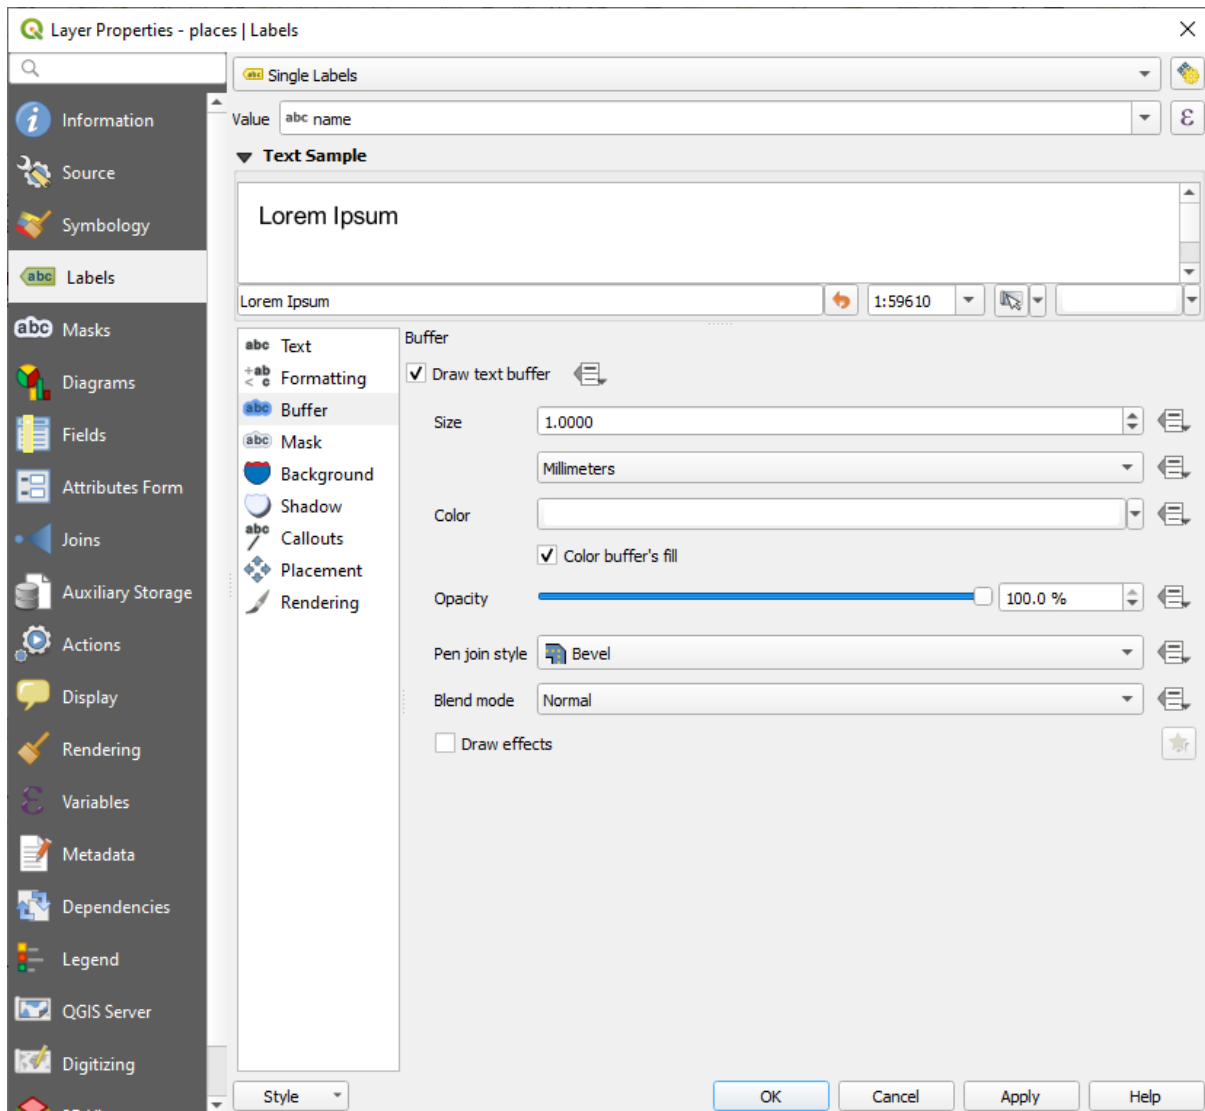 Layer Properties - places | Labels
Single Labels
Value abc name ε
Text Sample
Lorem Ipsum
Lorem Ipsum 1:59610
Information
Source
Symbology
abc Labels
abc Masks
Diagrams
Fields
Attributes Form
Joins
Auxiliary Storage
Actions
Display
Rendering
Variables
Metadata
Dependencies
Legend
QGIS Server
Digitizing
abc Text
+ab < c Formatting
abc Buffer
abc Mask
Background
Shadow
abc Callouts
Placement
Rendering
Buffer
Draw text buffer
Size 1.0000
Millimeters
Color
Color buffer's fill
Opacity 100.0 %
Pen join style Bevel
Blend mode Normal
Draw effects
Style OK Cancel Apply Help